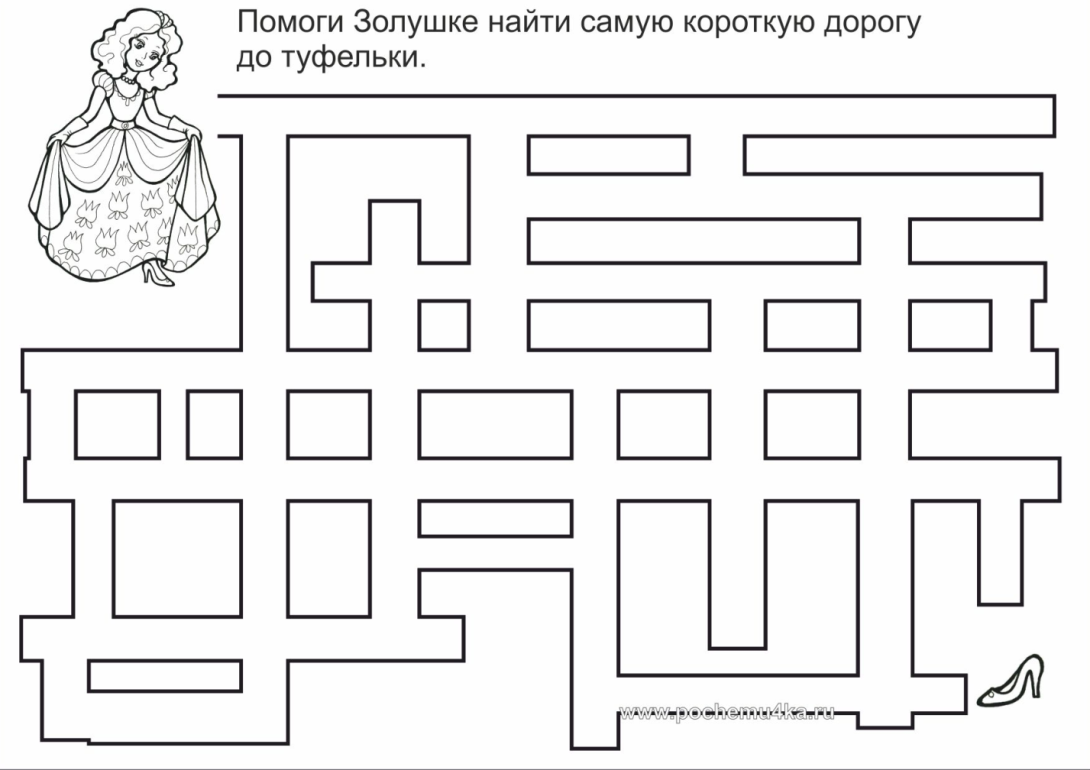 Помоги Золушке найти самую короткую дорогу
до туфельки.
www.pochemu4ka.ru